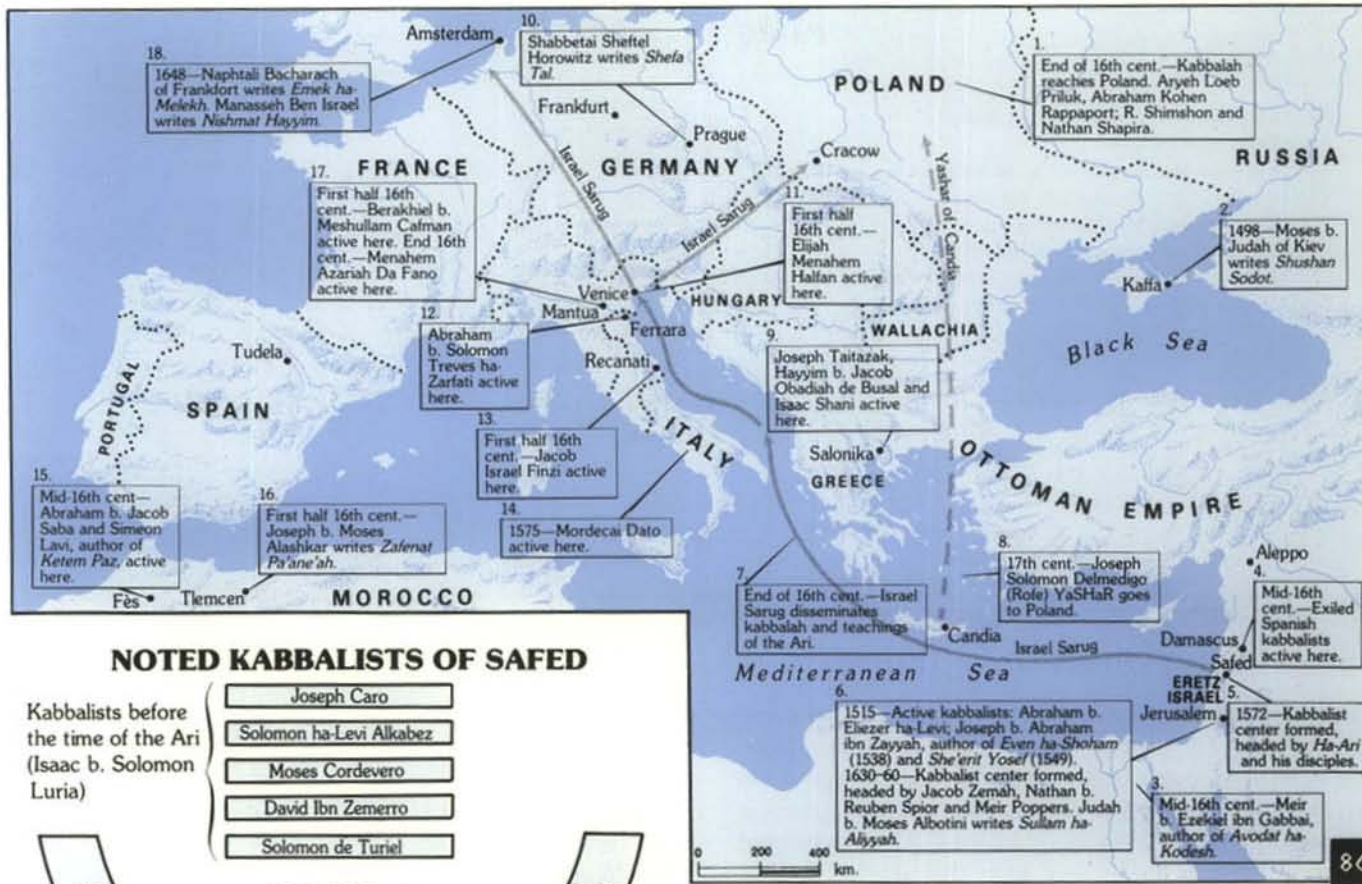 10.
Amsterdam
Shabbetai Sheftel
Horowitz writes Shefa
Tal.
18.
1648—Naphtali Bacharach
of Frankfort writes Emek ha-
Melekh. Manasseh Ben Israel
writes Nishmat Hayyim.
1.
End of 16th cent.—Kabbalah
reaches Poland. Aryeh Loeb
Priluk, Abraham Kohen
Rappaport; R. Shimshon and
Nathan Shapira.
POLAND
Frankfurt
Prague
Cracow
RUSSIA
FRANCE
GERMANY
Israel Sarug
Israel Sarug
Yashar of Candia
17.
First half 16th
cent.—Berakhiel b.
Meshullam Cafman
active here. End 16th
cent.—Menahem
Azariah Da Fano
active here.
11.
First half
16th cent.—
Elijah
Menahem
Halfan active
here.
2.
1498—Moses b.
Judah of Kiev
writes Shushan
Sodot.
Kaffa
Venice
HUNGARY
Mantua
Ferrara
WALLACHIA
Black Sea
12.
Abraham
b. Solomon
Treves ha-
Zarfati active
here.
Recanati
9.
Joseph Taitazak,
Hayyim b. Jacob
Obadiah de Busal and
Isaac Shani active
here.
Tudela
PORTUGAL
SPAIN
13.
First half 16th
cent.—Jacob
Israel Finzi active
here.
ITALY
Salonika
GREECE
OTTOMAN EMPIRE
15.
Mid-16th cent—
Abraham b. Jacob
Saba and Simeon
Lavi, author of
Ketem Paz, active
here.
16.
First half 16th cent.—
Joseph b. Moses
Alashkar writes Zafenat
Pa'ane'ah.
14.
1575—Mordecai Dato
active here.
Fès
Tlemcen
MOROCCO
7.
End of 16th cent.—Israel
Sarug disseminates
kabbalah and teachings
of the Ari.
8.
17th cent.—Joseph
Solomon Delmedigo
(Rofe) YaSHaR goes
to Poland.
Aleppo
4.
Mid-16th
cent.—Exiled
Spanish
kabbalists
active here.
Candia
Israel Sarug
Damascus
Safed
Mediterranean Sea
ERETZ
ISRAEL
Jerusalem
6.
1515—Active kabbalists: Abraham b.
Eliezer ha-Levi; Joseph b. Abraham
ibn Zayyah, author of Even ha-Shoham
(1538) and She'erit Yosef (1549).
1630-60—Kabbalist center formed,
headed by Jacob Zemah, Nathan b.
Reuben Spior and Meir Poppers. Judah
b. Moses Albotini writes Sullam ha-
Aliyyah.
5.
1572—Kabbalist
center formed,
headed by Ha-Ari
and his disciples.
3.
Mid-16th cent.—Meir
b. Ezekiel ibn Gabbai,
author of Avodat ha-
Kodesh.
0 200 400
km.
NOTED KABBALISTS OF SAFED
Kabbalists before
the time of the Ari
(Isaac b. Solomon
Luria)
Joseph Caro
Solomon ha-Levi Alkabez
Moses Cordevero
David Ibn Zemerro
Solomon de Turiel